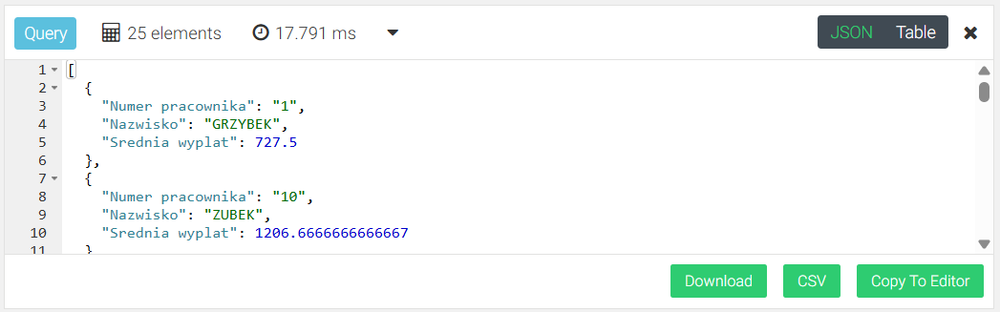 Query 25 elements 17.791 ms JSON Table
1 [
2 {
3 "Numer pracownika": "1",
4 "Nazwisko": "GRZYBEK",
5 "Srednia wyplat": 727.5
6 },
7 {
8 "Numer pracownika": "10",
9 "Nazwisko": "ZUBEK",
10 "Srednia wyplat": 1206.6666666666667
11 }
Download CSV Copy To Editor